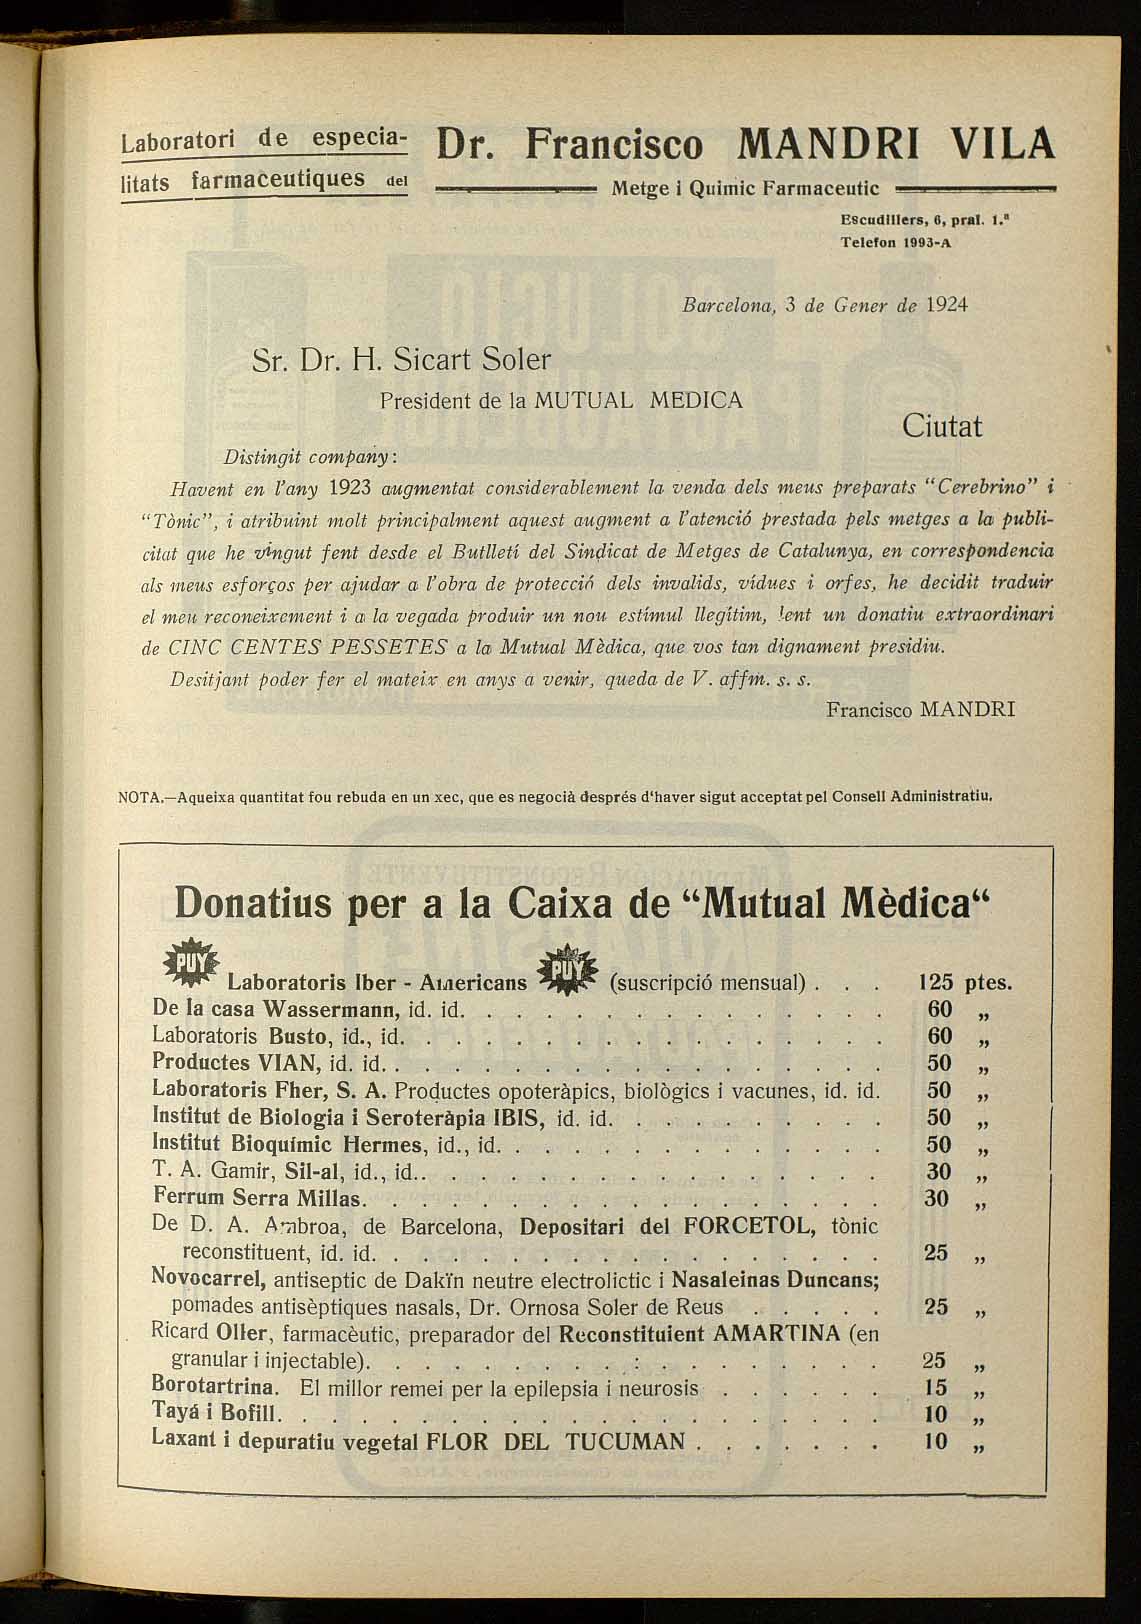 Laboratori de especia-
litats farmaceutiques del
Dr. Francisco MANDRI VILA
Metge i Quimic Farmaceutic
Escudillers, 6, pral. 1.ª
Telefon 1993-A
Barcelona, 3 de Gener de 1924
Sr. Dr. H. Sicart Soler
President de la MUTUAL MEDICA
Ciutat
Distingit company:
Havent en l'any 1923 augmentat considerablement la venda dels meus preparats "Cerebrino" i
"Tònic", i atribuint molt principalment aquest augment a l'atenció prestada pels metges a la publi-
citat que he vingut fent desde el Butlletí del Sindicat de Metges de Catalunya, en correspondencia
als meus esforços per ajudar a l'obra de protecció dels invalids, vídues i orfes, he decidit traduir
el meu reconeixement i a la vegada produir un nou estímul llegítim, fent un donatiu extraordinari
de CINC CENTES PESSETES a la Mutual Mèdica, que vos tan dignament presidiu.
Desitjant poder fer el mateix en anys a venir, queda de V. affm. s. s.
Francisco MANDRI
NOTA.—Aqueixa quantitat fou rebuda en un xec, que es negocià després d'haver sigut acceptat pel Consell Administratiu.
Donatius per a la Caixa de "Mutual Mèdica"
PUY Laboratoris Iber - Americans PUY (suscripció mensual) . . . 125 ptes.
De la casa Wassermann, id. id. . . . . . . . . . . . . . . . 60 „
Laboratoris Busto, id., id. . . . . . . . . . . . . . . . . . 60 „
Productes VIAN, id. id. . . . . . . . . . . . . . . . . . . 50 „
Laboratoris Fher, S. A. Productes opoteràpics, biològics i vacunes, id. id. 50 „
Institut de Biologia i Seroteràpia IBIS, id. id. . . . . . . . . . . 50 „
Institut Bioquímic Hermes, id., id. . . . . . . . . . . . . . . 50 „
T. A. Gamir, Sil-al, id., id. . . . . . . . . . . . . . . . . . 30 „
Ferrum Serra Millas. . . . . . . . . . . . . . . . . . . 30 „
De D. A. Ambroa, de Barcelona, Depositari del FORCETOL, tònic
reconstituent, id. id. . . . . . . . . . . . . . . . . . . 25 „
Novocarrel, antiseptic de Dakïn neutre electrolictic i Nasaleinas Duncans;
pomades antisèptiques nasals, Dr. Ornosa Soler de Reus . . . . . 25 „
Ricard Oller, farmacèutic, preparador del Reconstituient AMARTINA (en
granular i injectable). . . . . . . . . . . . . . . . . . . 25 „
Borotartrina. El millor remei per la epilepsia i neurosis . . . . . . 15 „
Tayá i Bofill. . . . . . . . . . . . . . . . . . . . . . 10 „
Laxant i depuratiu vegetal FLOR DEL TUCUMAN . . . . . . . 10 „